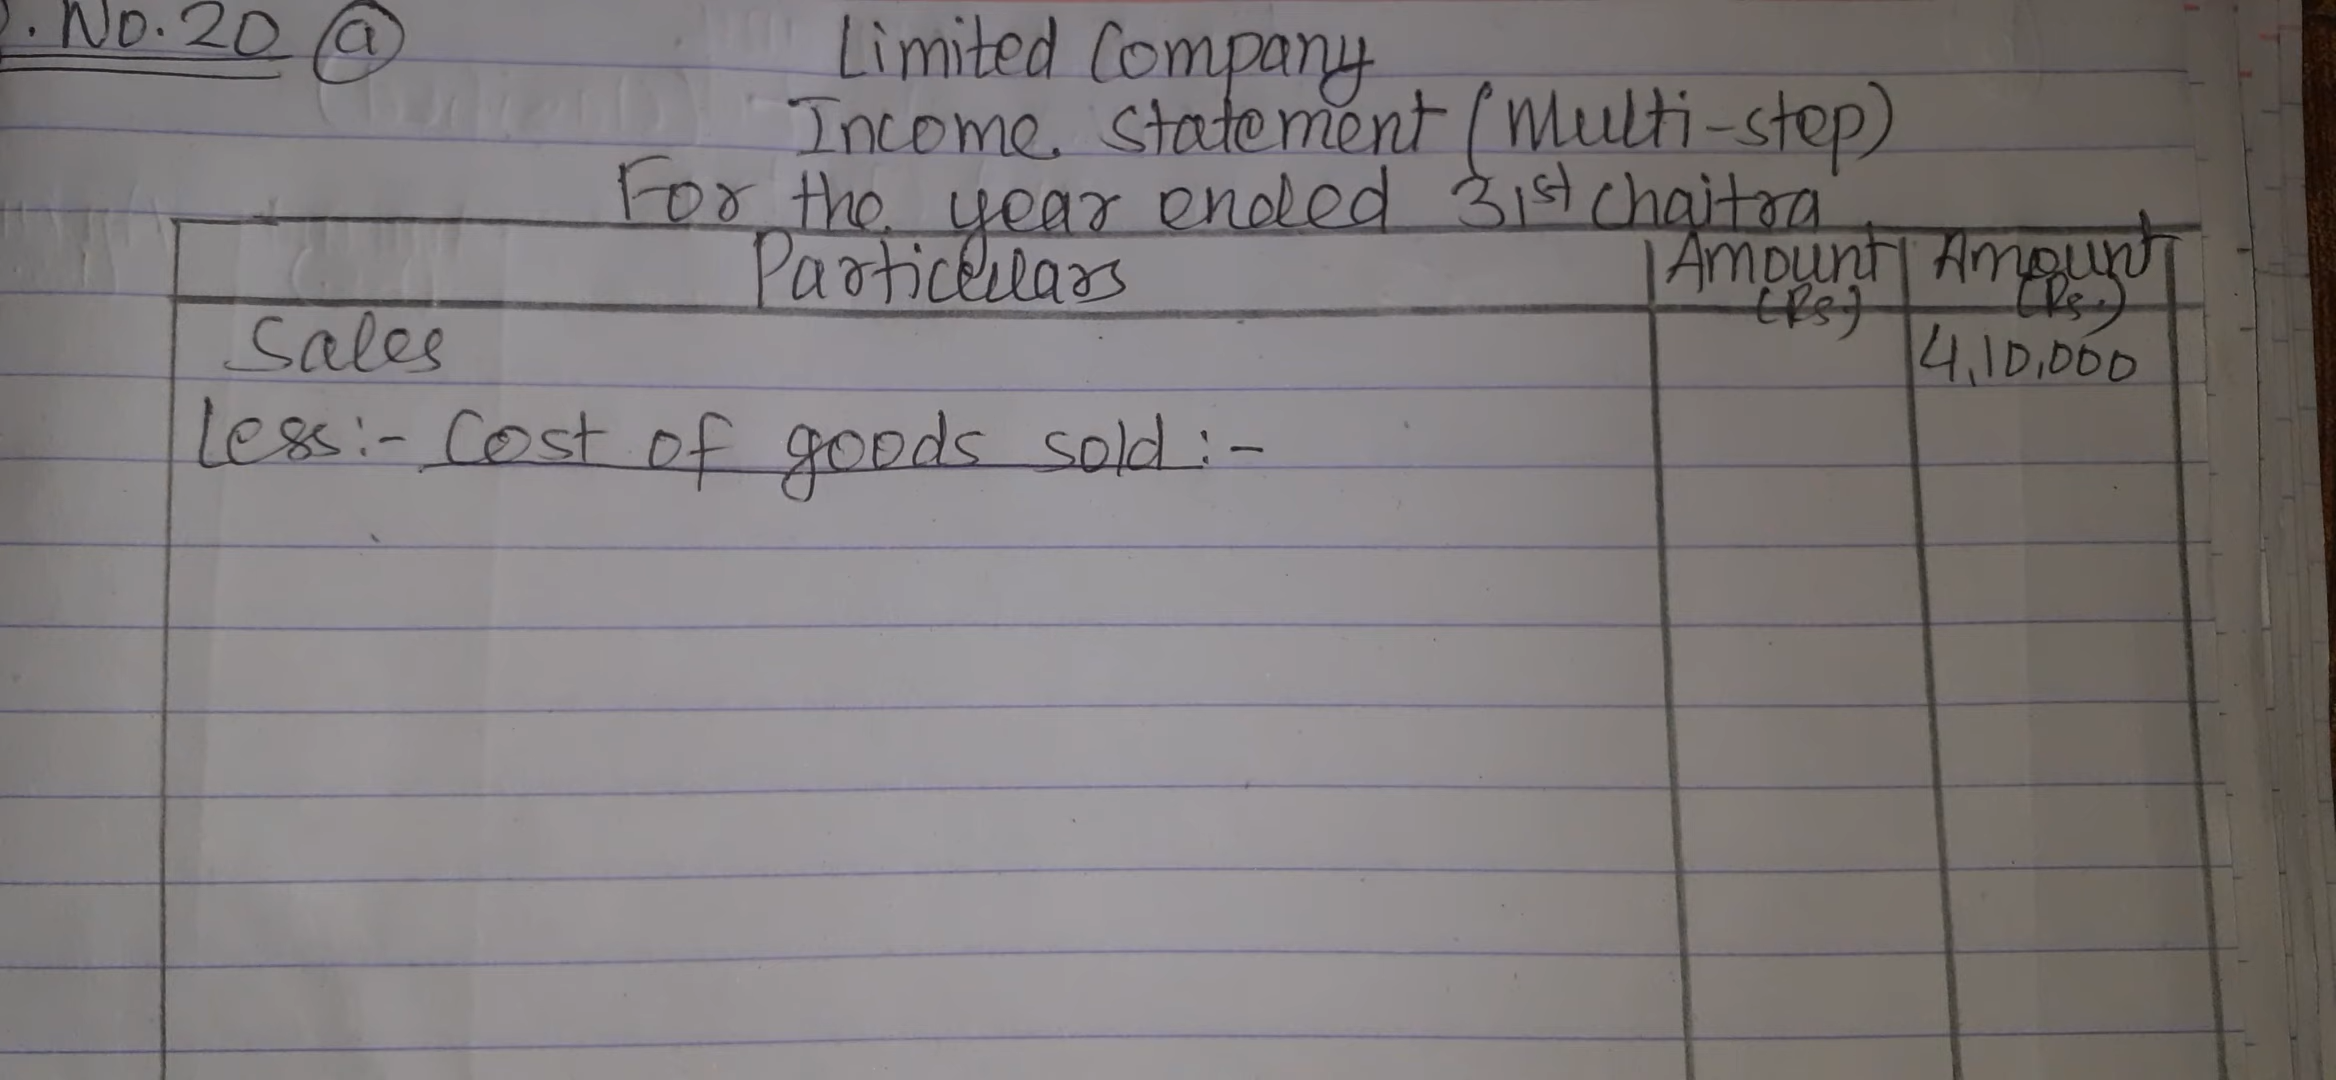 . No. 20 (a)
Limited Company
Income Statement (Multi-step)
For the year ended 31st chaitra
Particulars Amount (Rs) Amount (Rs.)
Sales 4,10,000
Less:- Cost of goods sold:-